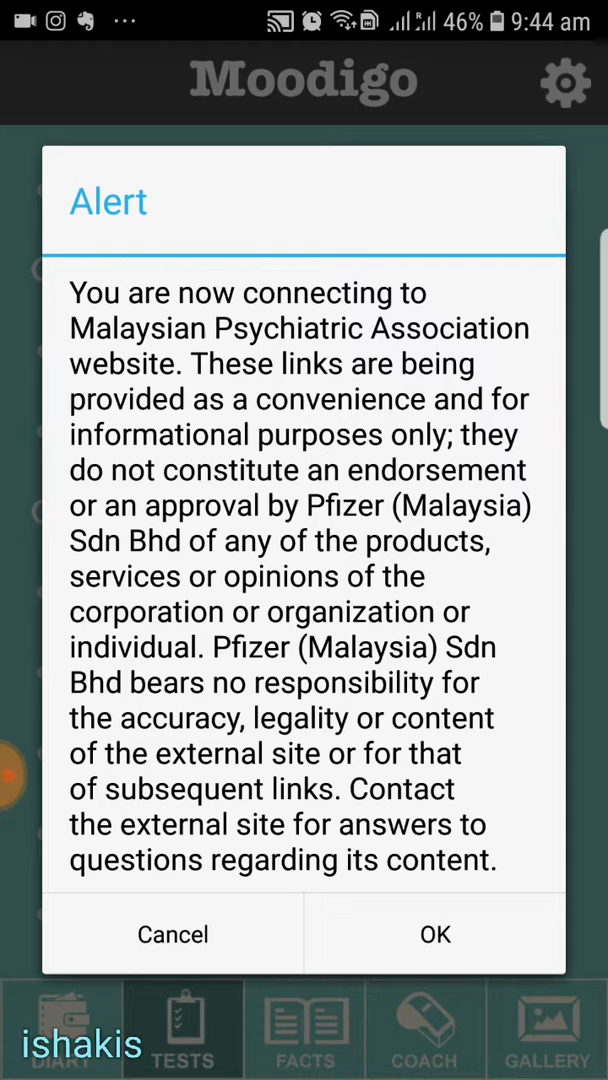 46% 9:44 am
Moodigo
Alert
You are now connecting to
Malaysian Psychiatric Association
website. These links are being
provided as a convenience and for
informational purposes only; they
do not constitute an endorsement
or an approval by Pfizer (Malaysia)
Sdn Bhd of any of the products,
services or opinions of the
corporation or organization or
individual. Pfizer (Malaysia) Sdn
Bhd bears no responsibility for
the accuracy, legality or content
of the external site or for that
of subsequent links. Contact
the external site for answers to
questions regarding its content.
Cancel OK
ishakis
DIARY TESTS FACTS COACH GALLERY